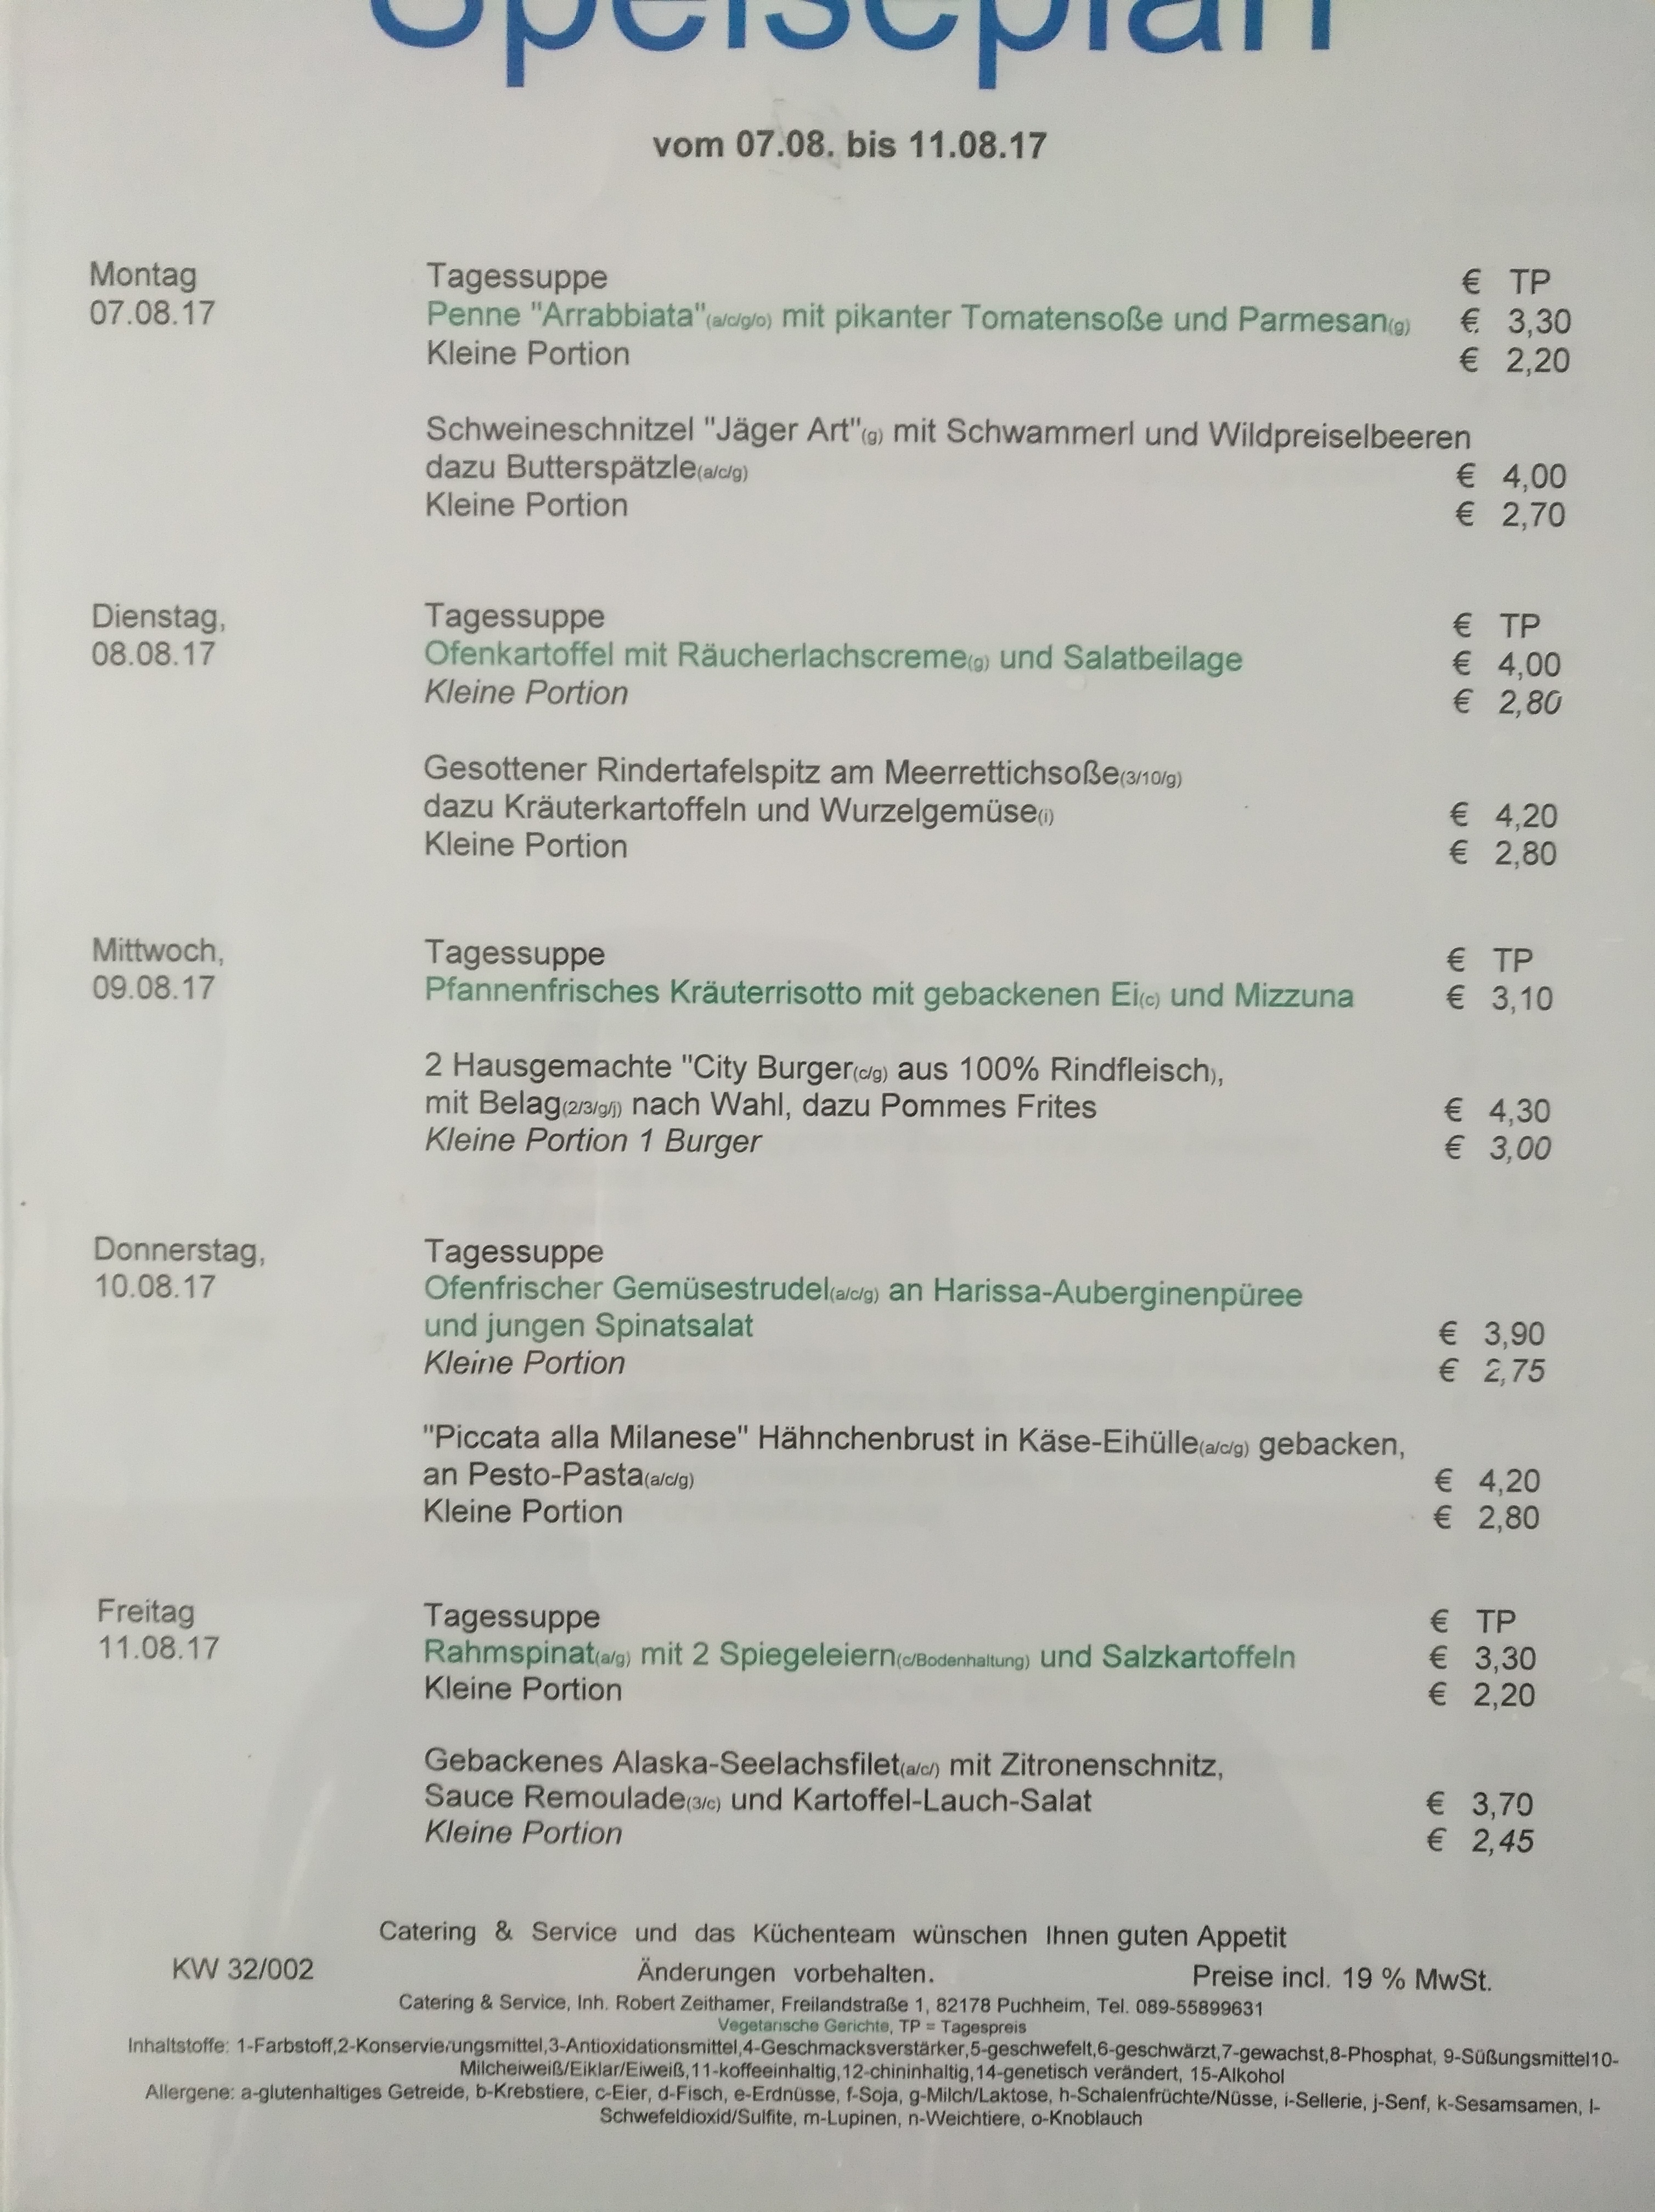 Speiseplan
vom 07.08. bis 11.08.17
Montag
07.08.17
Tagessuppe € TP
Penne "Arrabbiata"(a/c/g/o) mit pikanter Tomatensoße und Parmesan(g) € 3,30
Kleine Portion € 2,20
Schweineschnitzel "Jäger Art"(g) mit Schwammerl und Wildpreiselbeeren
dazu Butterspätzle(a/c/g) € 4,00
Kleine Portion € 2,70
Dienstag,
08.08.17
Tagessuppe € TP
Ofenkartoffel mit Räucherlachscreme(g) und Salatbeilage € 4,00
Kleine Portion € 2,80
Gesottener Rindertafelspitz am Meerrettichsoße(3/10/g)
dazu Kräuterkartoffeln und Wurzelgemüse(i) € 4,20
Kleine Portion € 2,80
Mittwoch,
09.08.17
Tagessuppe € TP
Pfannenfrisches Kräuterrisotto mit gebackenen Ei(c) und Mizzuna € 3,10
2 Hausgemachte "City Burger(c/g) aus 100% Rindfleisch),
mit Belag(2/3/g/j) nach Wahl, dazu Pommes Frites € 4,30
Kleine Portion 1 Burger € 3,00
Donnerstag,
10.08.17
Tagessuppe
Ofenfrischer Gemüsestrudel(a/c/g) an Harissa-Auberginenpüree
und jungen Spinatsalat € 3,90
Kleine Portion € 2,75
"Piccata alla Milanese" Hähnchenbrust in Käse-Eihülle(a/c/g) gebacken,
an Pesto-Pasta(a/c/g) € 4,20
Kleine Portion € 2,80
Freitag
11.08.17
Tagessuppe € TP
Rahmspinat(a/g) mit 2 Spiegeleiern(c/Bodenhaltung) und Salzkartoffeln € 3,30
Kleine Portion € 2,20
Gebackenes Alaska-Seelachsfilet(a/c/) mit Zitronenschnitz,
Sauce Remoulade(3/c) und Kartoffel-Lauch-Salat € 3,70
Kleine Portion € 2,45
Catering & Service und das Küchenteam wünschen Ihnen guten Appetit
KW 32/002 Änderungen vorbehalten. Preise incl. 19 % MwSt.
Catering & Service, Inh. Robert Zeithamer, Freilandstraße 1, 82178 Puchheim, Tel. 089-55899631
Vegetarische Gerichte, TP = Tagespreis
Inhaltstoffe: 1-Farbstoff,2-Konservierungsmittel,3-Antioxidationsmittel,4-Geschmacksverstärker,5-geschwefelt,6-geschwärzt,7-gewachst,8-Phosphat, 9-Süßungsmittel10-
Milcheiweiß/Eiklar/Eiweiß,11-koffeeinhaltig,12-chininhaltig,14-genetisch verändert, 15-Alkohol
Allergene: a-glutenhaltiges Getreide, b-Krebstiere, c-Eier, d-Fisch, e-Erdnüsse, f-Soja, g-Milch/Laktose, h-Schalenfrüchte/Nüsse, i-Sellerie, j-Senf, k-Sesamsamen, l-
Schwefeldioxid/Sulfite, m-Lupinen, n-Weichtiere, o-Knoblauch